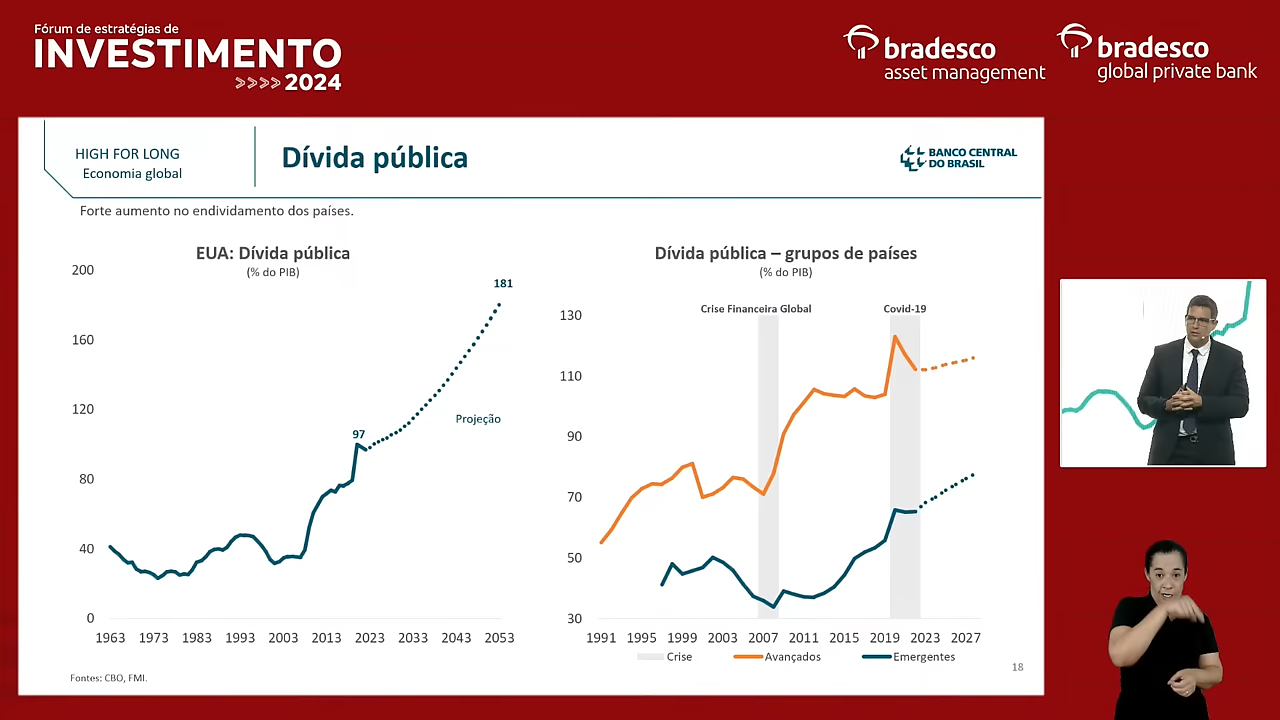 Fórum de estratégias de
INVESTIMENTO
>>>> 2024
bradesco
asset management
bradesco
global private bank
HIGH FOR LONG
Economia global
Dívida pública
BANCO CENTRAL
DO BRASIL
Forte aumento no endividamento dos países.
EUA: Dívida pública
(% do PIB)
200
160
120
80
40
0
181
97
Projeção
1963 1973 1983 1993 2003 2013 2023 2033 2043 2053
Dívida pública – grupos de países
(% do PIB)
Crise Financeira Global
Covid-19
130
110
90
70
50
30
1991 1995 1999 2003 2007 2011 2015 2019 2023 2027
Crise Avançados Emergentes
18
Fontes: CBO, FMI.